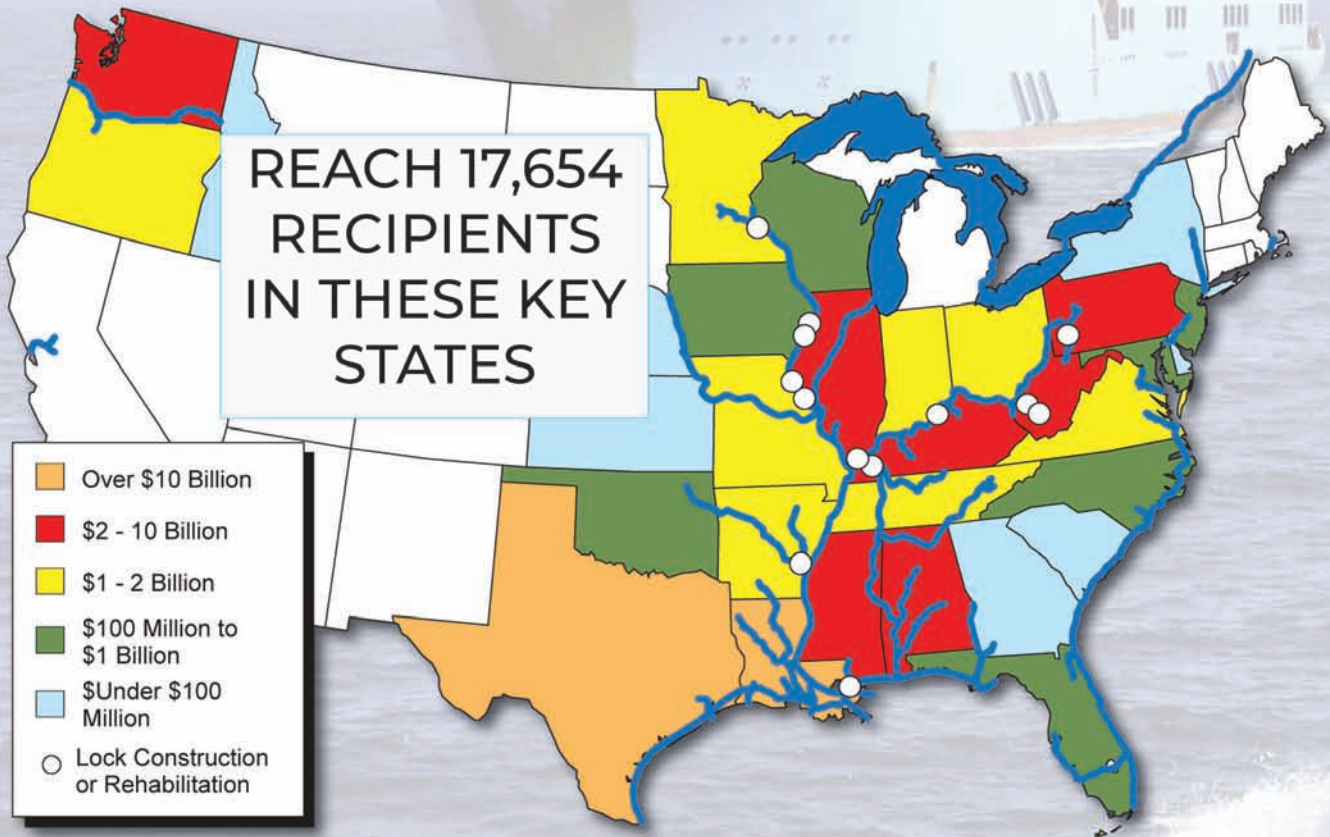 REACH 17,654
RECIPIENTS
IN THESE KEY
STATES
Over $10 Billion
$2 - 10 Billion
$1 - 2 Billion
$100 Million to
$1 Billion
$Under $100
Million
Lock Construction
or Rehabilitation